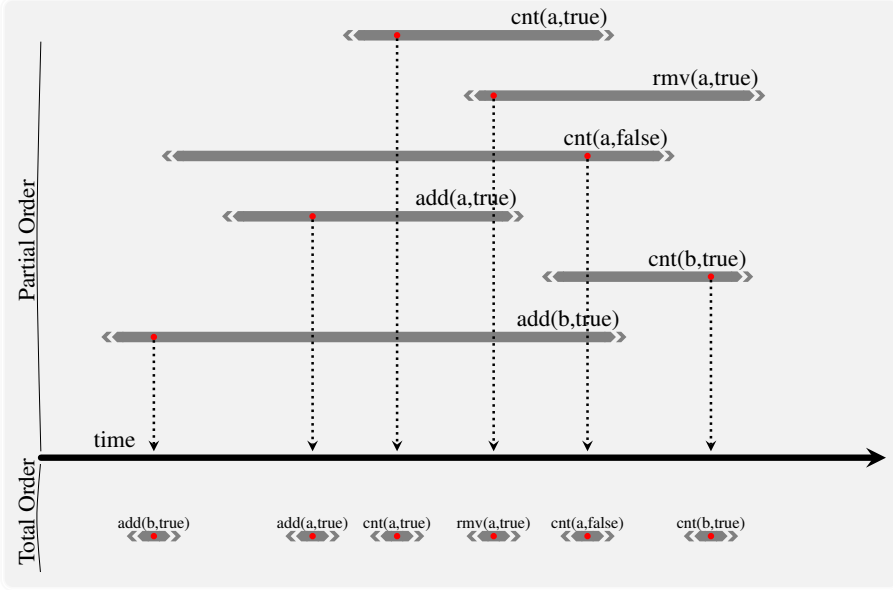 cnt(a,true)
rmv(a,true)
cnt(a,false)
add(a,true)
cnt(b,true)
add(b,true)
Partial Order
time
Total Order
add(b,true) add(a,true) cnt(a,true) rmv(a,true) cnt(a,false) cnt(b,true)